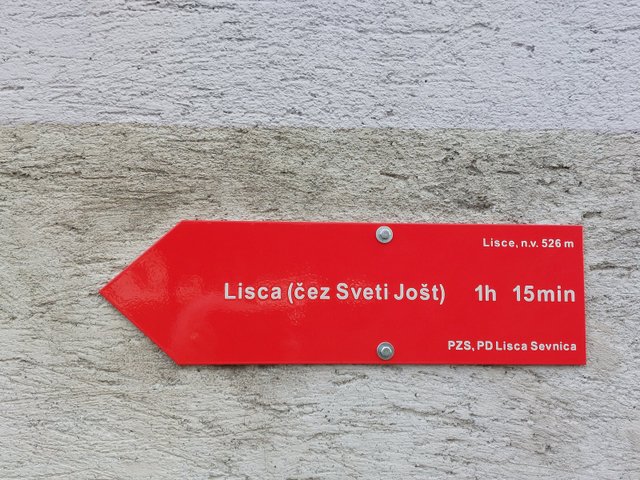 Lisce, n.v. 526 m
Lisca (čez Sveti Jošt) 1h 15min
PZS, PD Lisca Sevnica